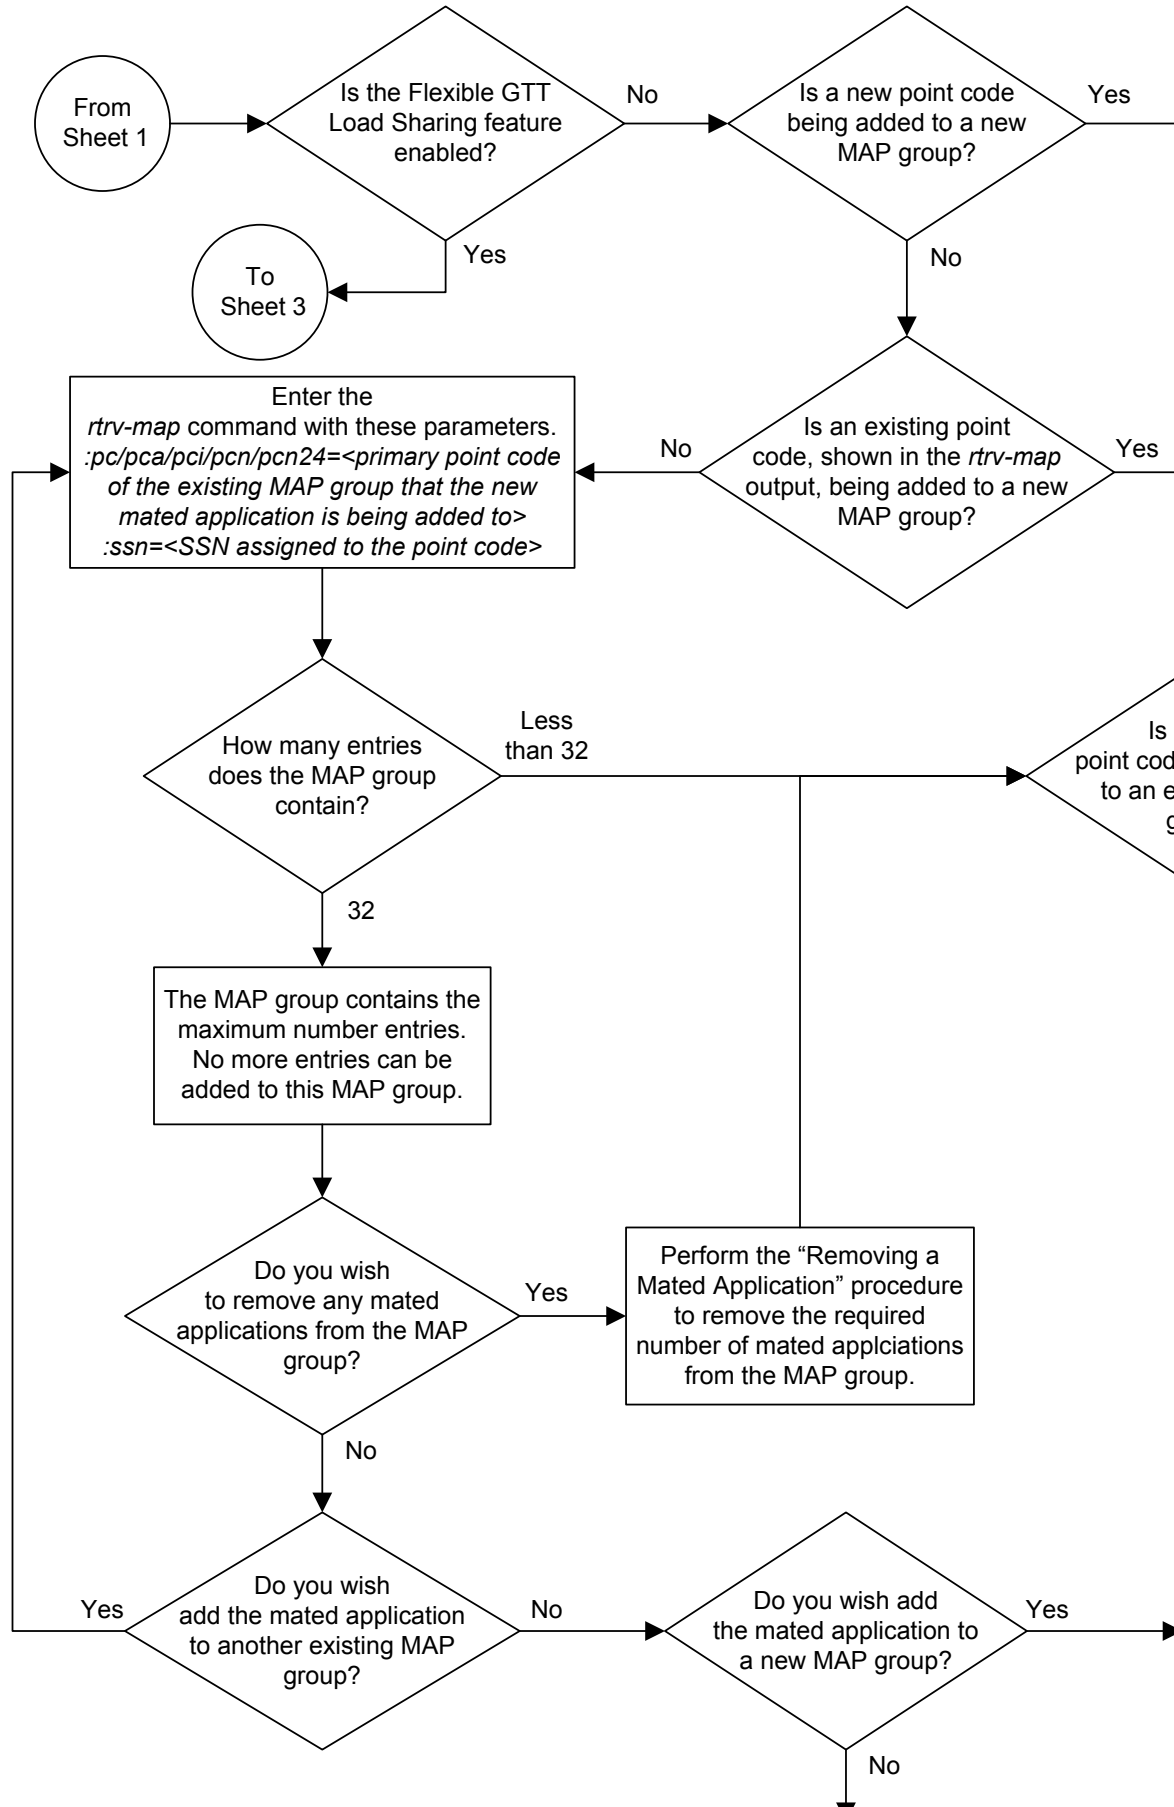 From
Sheet 1
Is the Flexible GTT
Load Sharing feature
enabled?
No
Is a new point code
being added to a new
MAP group?
Yes
Yes
To
Sheet 3
No
Enter the
rtrv-map command with these parameters.
:pc/pca/pci/pcn/pcn24=<primary point code
of the existing MAP group that the new
mated application is being added to>
:ssn=<SSN assigned to the point code>
No
Is an existing point
code, shown in the rtrv-map
output, being added to a new
MAP group?
Yes
How many entries
does the MAP group
contain?
Less
than 32
Is
point cod
to an e
g
32
The MAP group contains the
maximum number entries.
No more entries can be
added to this MAP group.
Do you wish
to remove any mated
applications from the MAP
group?
Yes
Perform the “Removing a
Mated Application” procedure
to remove the required
number of mated applciations
from the MAP group.
No
Yes
Do you wish
add the mated application
to another existing MAP
group?
No
Do you wish add
the mated application to
a new MAP group?
Yes
No